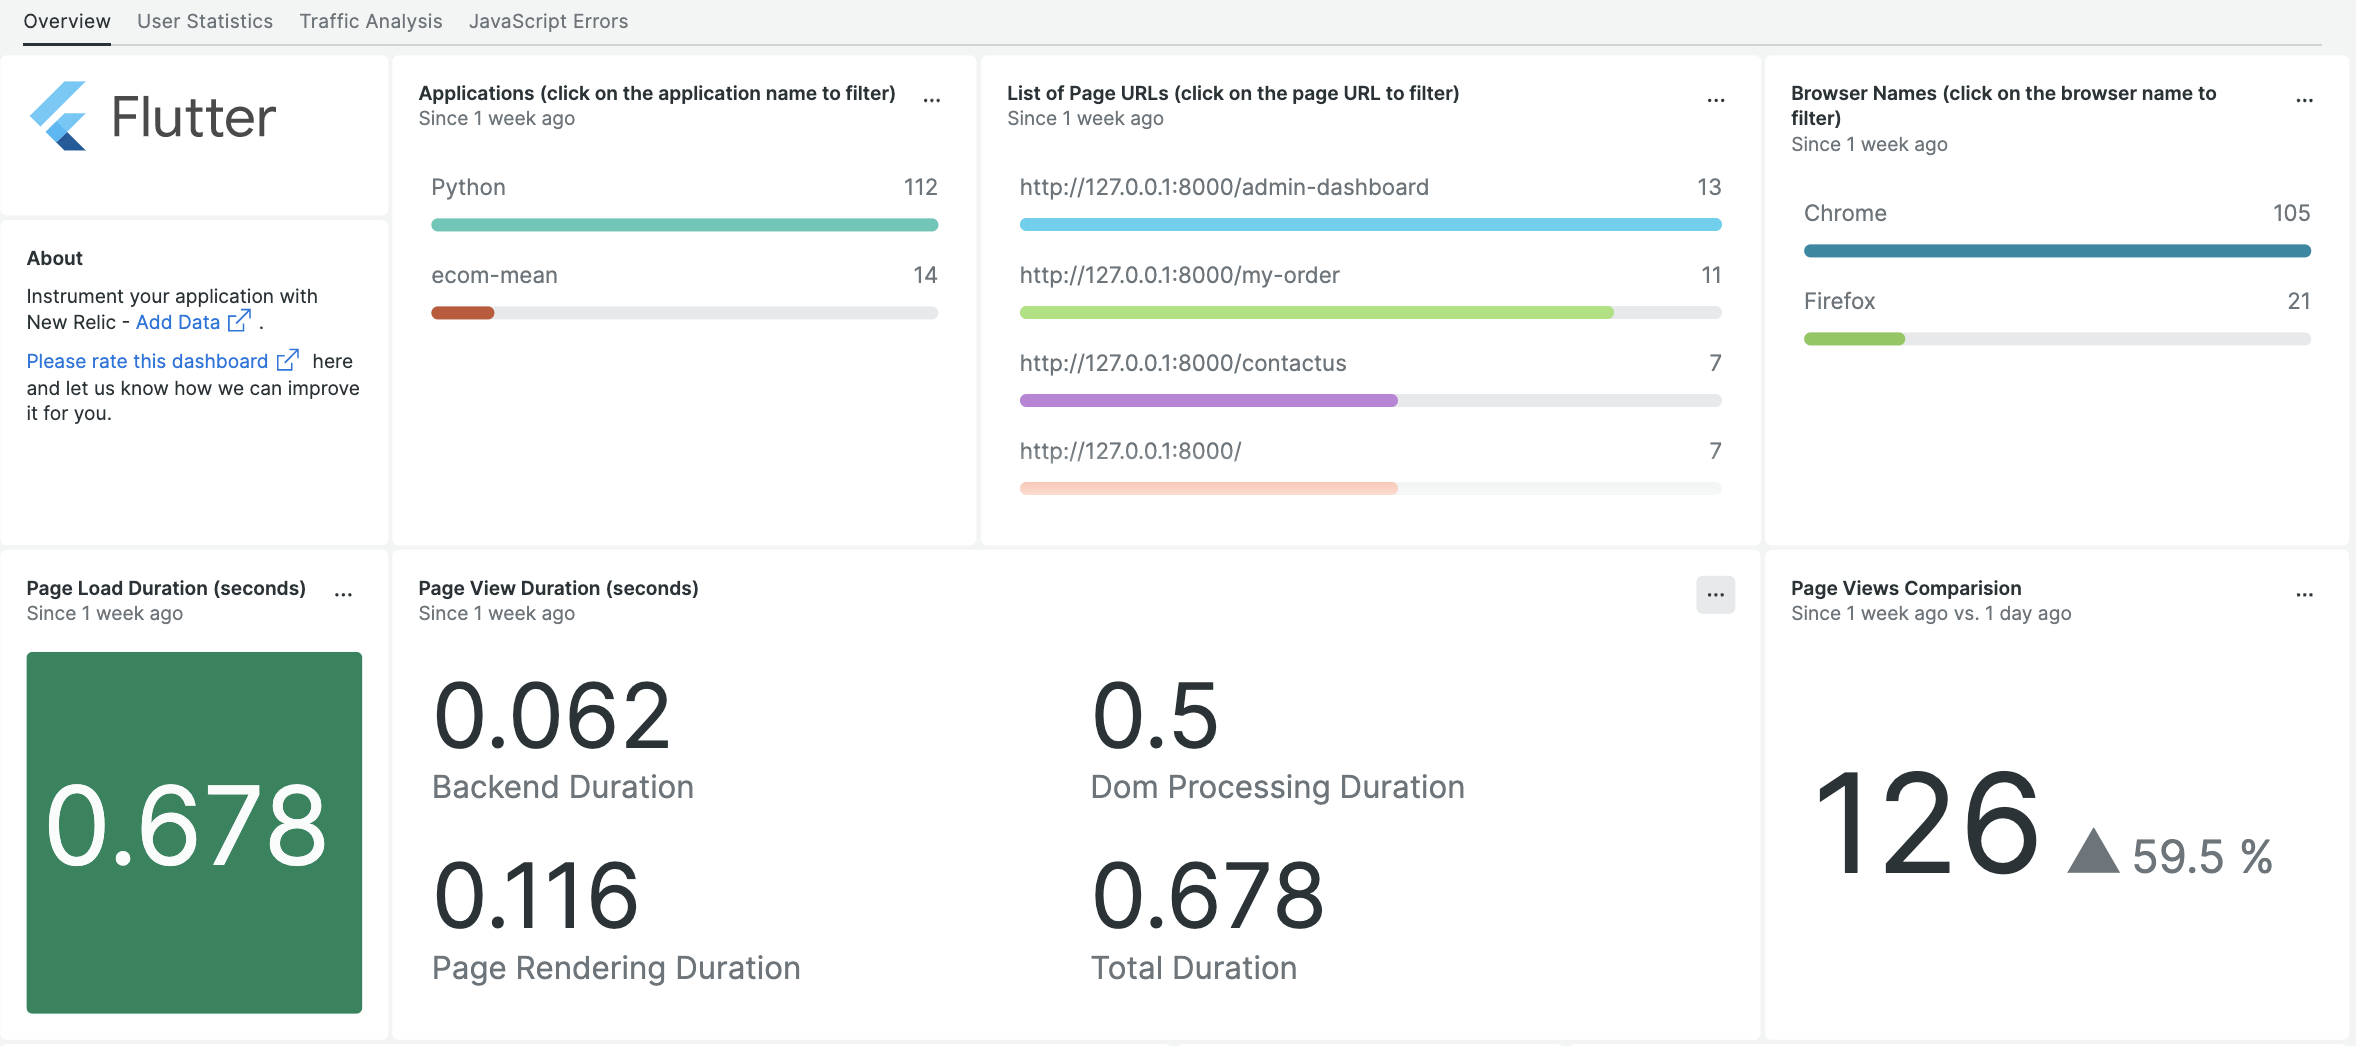 Overview
User Statistics
Traffic Analysis
JavaScript Errors
Flutter
About
Instrument your application with
New Relic - Add Data .
Please rate this dashboard here
and let us know how we can improve
it for you.
Applications (click on the application name to filter)
...
Since 1 week ago
Python
112
ecom-mean
14
List of Page URLs (click on the page URL to filter)
...
Since 1 week ago
http://127.0.0.1:8000/admin-dashboard
13
http://127.0.0.1:8000/my-order
11
http://127.0.0.1:8000/contactus
7
http://127.0.0.1:8000/
7
Browser Names (click on the browser name to
filter)
...
Since 1 week ago
Chrome
105
Firefox
21
Page Load Duration (seconds)
...
Since 1 week ago
0.678
Page View Duration (seconds)
...
Since 1 week ago
0.062
Backend Duration
0.5
Dom Processing Duration
0.116
Page Rendering Duration
0.678
Total Duration
Page Views Comparision
...
Since 1 week ago vs. 1 day ago
126
59.5 %